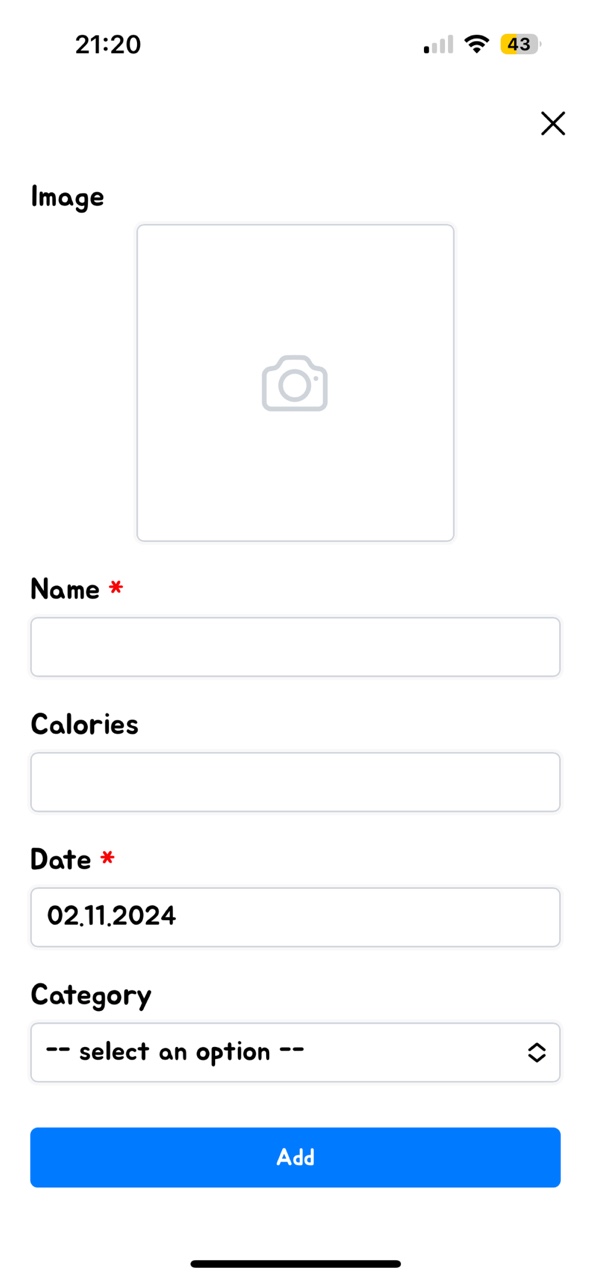 21:20
43
Image
Name *
Calories
Date *
02.11.2024
Category
-- select an option --
Add